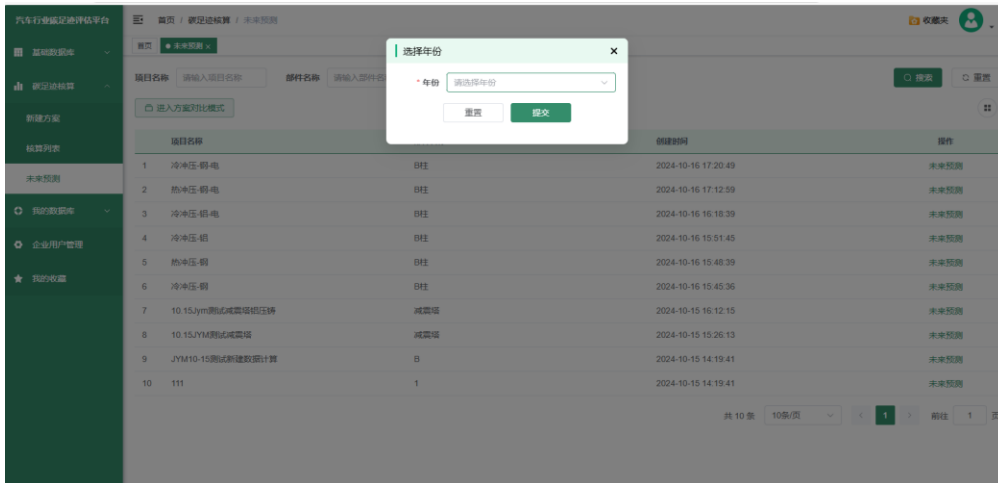 汽车行业碳足迹评估平台
首页 / 碳足迹核算 / 未来预测
收藏夹
基础数据库
碳足迹核算
新建方案
核算列表
未来预测
我的数据库
企业用户管理
我的收藏
首页 未来预测 ×
选择年份 ×
* 年份 请选择年份
重置 提交
项目名称 请输入项目名称 部件名称 请输入部件名
搜索 重置
进入方案对比模式
项目名称 创建时间 操作
1 冷冲压-钢-电 B柱 2024-10-16 17:20:49 未来预测
2 热冲压-钢-电 B柱 2024-10-16 17:12:59 未来预测
3 冷冲压-铝-电 B柱 2024-10-16 16:18:39 未来预测
4 冷冲压-铝 B柱 2024-10-16 15:51:45 未来预测
5 热冲压-钢 B柱 2024-10-16 15:48:39 未来预测
6 冷冲压-钢 B柱 2024-10-16 15:45:36 未来预测
7 10.15Jym测试减震塔铝压铸 减震塔 2024-10-15 16:12:15 未来预测
8 10.15JYM测试减震塔 减震塔 2024-10-15 15:26:13 未来预测
9 JYM10-15测试新建数据计算 B 2024-10-15 14:19:41 未来预测
10 111 1 2024-10-15 14:19:41 未来预测
共 10 条 10条/页 < 1 > 前往 1 页